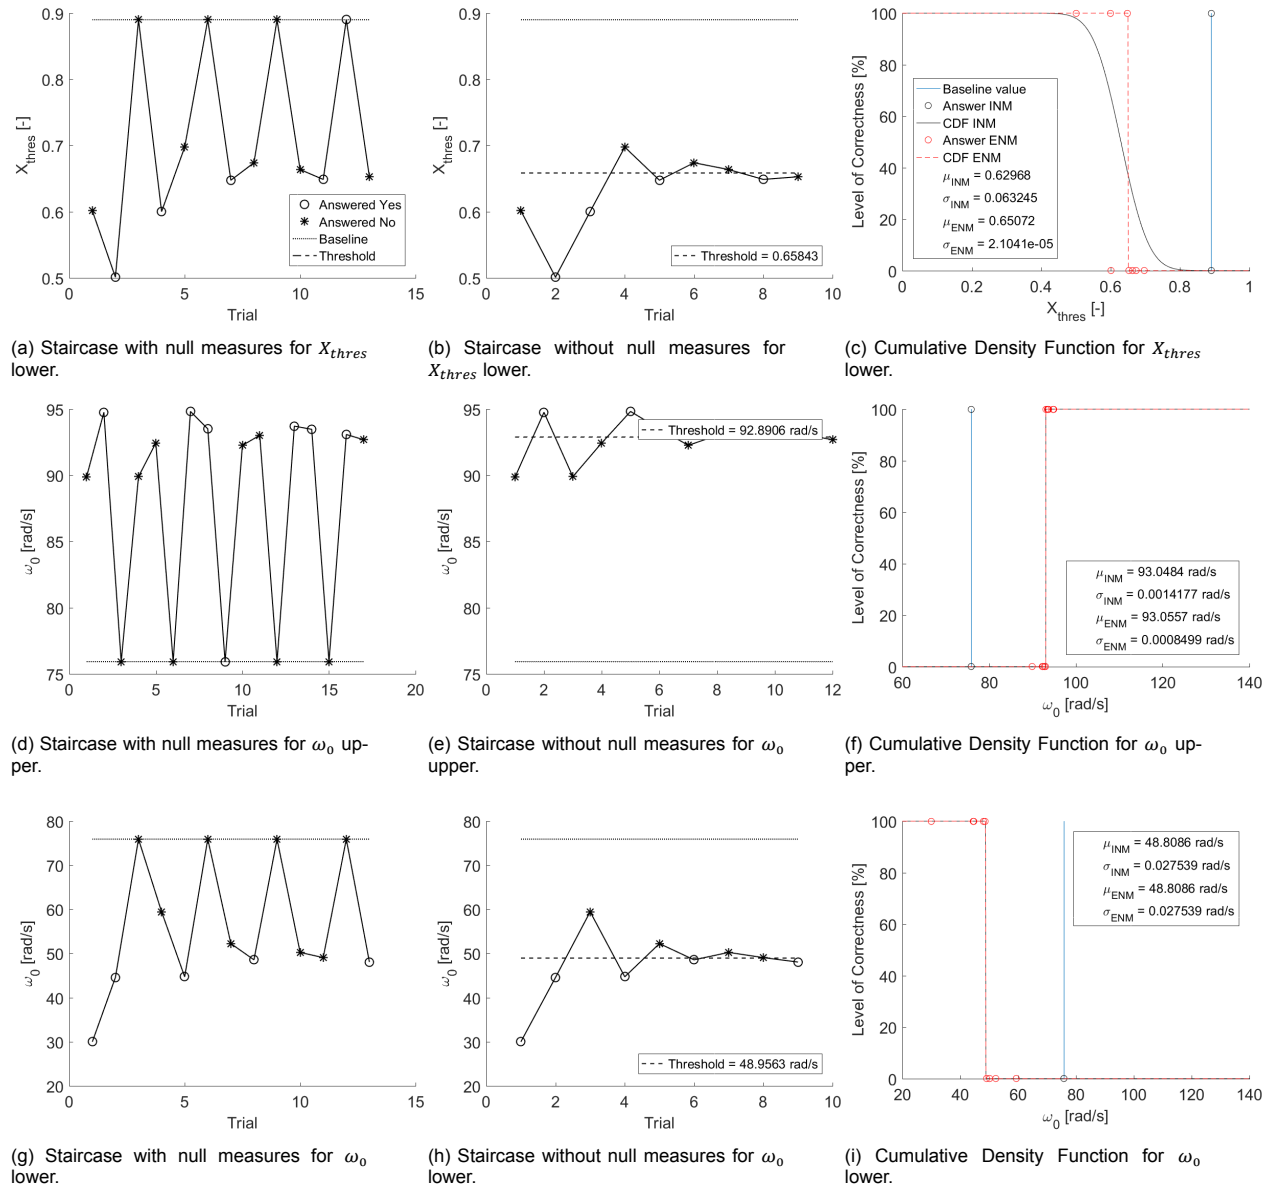 0.9
0.8
0.7
0.6
0.5
X_thres [-]
0 5 10 15
Trial
Answered Yes
Answered No
Baseline
Threshold
0.9
0.8
0.7
0.6
0.5
X_thres [-]
0 2 4 6 8 10
Trial
Threshold = 0.65843
100
80
60
40
20
0
Level of Correctness [%]
0 0.2 0.4 0.6 0.8 1
X_thres [-]
Baseline value
Answer INM
CDF INM
Answer ENM
CDF ENM
μ_INM = 0.62968
σ_INM = 0.063245
μ_ENM = 0.65072
σ_ENM = 2.1041e-05
(a) Staircase with null measures for X_thres
lower.
(b) Staircase without null measures for
X_thres lower.
(c) Cumulative Density Function for X_thres
lower.
95
90
85
80
75
ω_0 [rad/s]
0 5 10 15 20
Trial
95
90
85
80
75
ω_0 [rad/s]
0 2 4 6 8 10 12
Trial
Threshold = 92.8906 rad/s
100
80
60
40
20
0
Level of Correctness [%]
60 80 100 120 140
ω_0 [rad/s]
μ_INM = 93.0484 rad/s
σ_INM = 0.0014177 rad/s
μ_ENM = 93.0557 rad/s
σ_ENM = 0.0008499 rad/s
(d) Staircase with null measures for ω_0 up-
per.
(e) Staircase without null measures for ω_0
upper.
(f) Cumulative Density Function for ω_0 up-
per.
80
70
60
50
40
30
20
ω_0 [rad/s]
0 5 10 15
Trial
80
70
60
50
40
30
20
ω_0 [rad/s]
0 2 4 6 8 10
Trial
Threshold = 48.9563 rad/s
100
80
60
40
20
0
Level of Correctness [%]
20 40 60 80 100 120 140
ω_0 [rad/s]
μ_INM = 48.8086 rad/s
σ_INM = 0.027539 rad/s
μ_ENM = 48.8086 rad/s
σ_ENM = 0.027539 rad/s
(g) Staircase with null measures for ω_0
lower.
(h) Staircase without null measures for ω_0
lower.
(i) Cumulative Density Function for ω_0
lower.